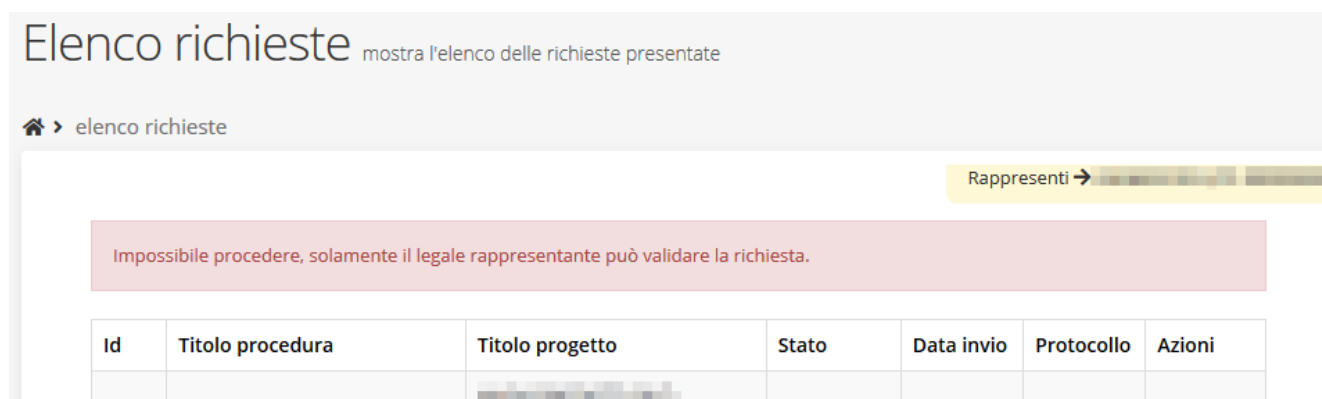 Elenco richieste mostra l'elenco delle richieste presentate
elenco richieste
Rappresenti
Impossibile procedere, solamente il legale rappresentante può validare la richiesta.
Id Titolo procedura Titolo progetto Stato Data invio Protocollo Azioni